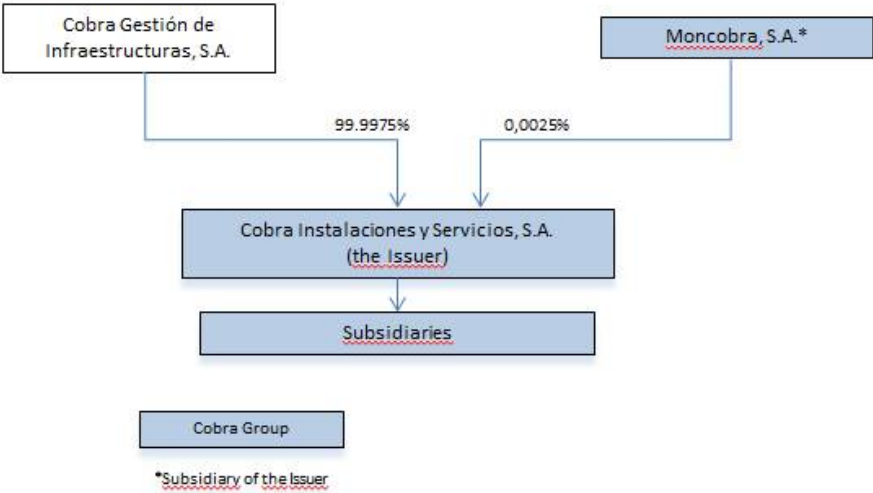 Cobra Gestión de
Infraestructuras, S.A.
Moncobra, S.A.*
99.9975%
0,0025%
Cobra Instalaciones y Servicios, S.A.
(the Issuer)
Subsidiaries
Cobra Group
*Subsidiary of the Issuer